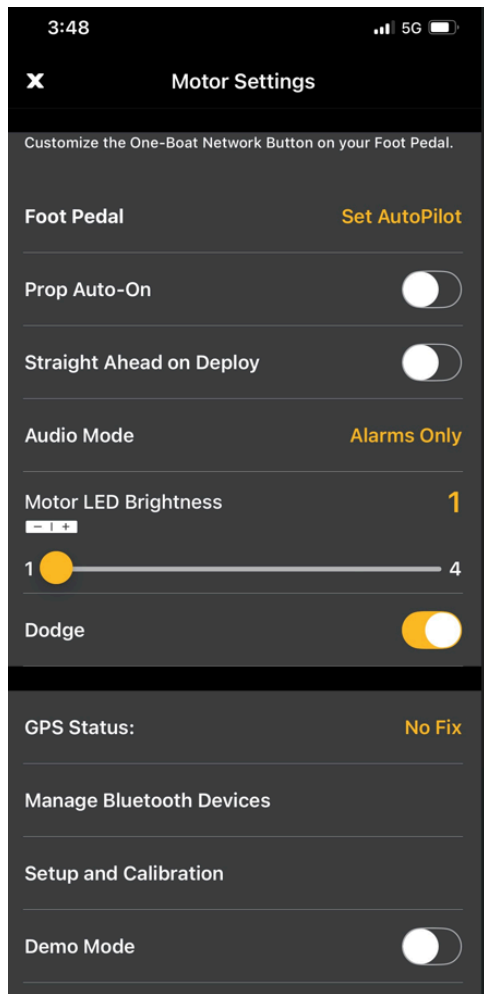 3:48 5G
X Motor Settings
Customize the One-Boat Network Button on your Foot Pedal.
Foot Pedal Set AutoPilot
Prop Auto-On
Straight Ahead on Deploy
Audio Mode Alarms Only
Motor LED Brightness 1
− | +
1 4
Dodge
GPS Status: No Fix
Manage Bluetooth Devices
Setup and Calibration
Demo Mode